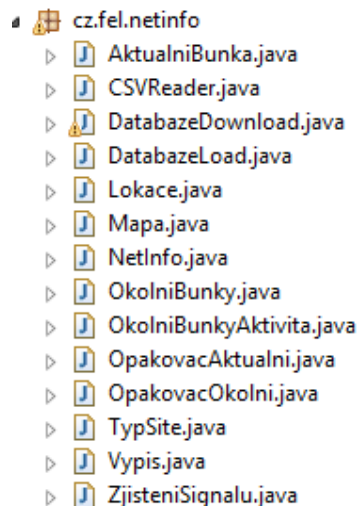 cz.fel.netinfo
AktualniBunka.java
CSVReader.java
DatabazeDownload.java
DatabazeLoad.java
Lokace.java
Mapa.java
NetInfo.java
OkolniBunky.java
OkolniBunkyAktivita.java
OpakovacAktualni.java
OpakovacOkolni.java
TypSite.java
Vypis.java
ZjisteniSignalu.java